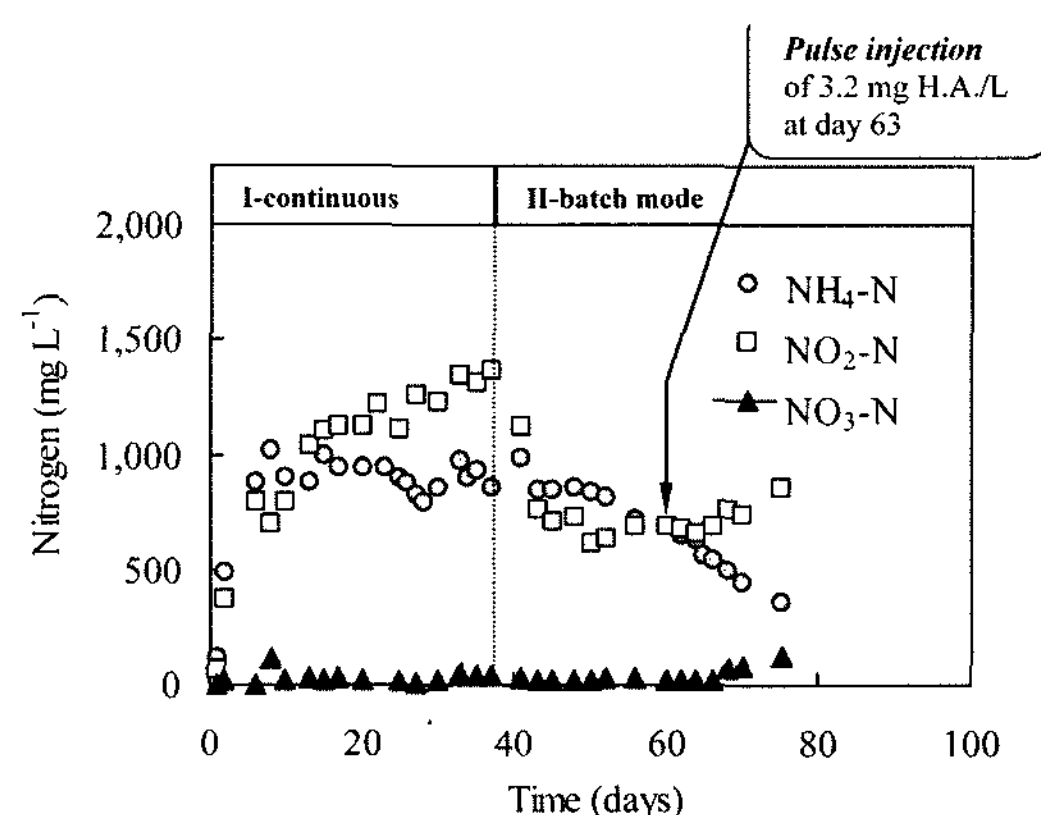 Pulse injection
of 3.2 mg H.A./L
at day 63
I-continuous
II-batch mode
2,000
1,500
1,000
500
0
Nitrogen (mg L⁻¹)
NH₄-N
NO₂-N
NO₃-N
0 20 40 60 80 100
Time (days)